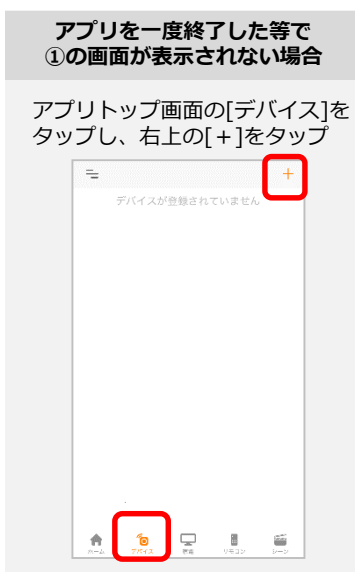 アプリを一度終了した等で
①の画面が表示されない場合
アプリトップ画面の[デバイス]を
タップし、右上の[＋]をタップ
デバイスが登録されていません
ホーム
デバイス
家電
リモコン
シーン